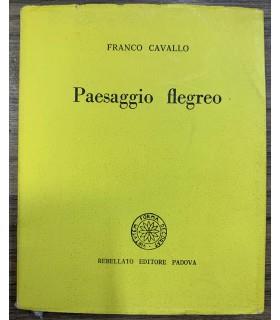 FRANCO CAVALLO
Paesaggio flegreo
REBELLATO EDITORE PADOVA